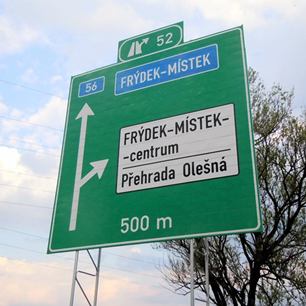 52
56
FRÝDEK-MÍSTEK
FRÝDEK-MÍSTEK-
-centrum
Přehrada Olešná
500 m